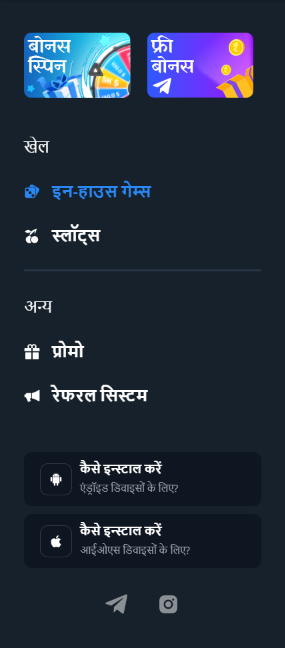 बोनस
स्पिन
फ्री
बोनस
खेल
इन-हाउस गेम्स
स्लॉट्स
अन्य
प्रोमो
रेफरल सिस्टम
कैसे इन्स्टाल करें
एंड्रॉइड डिवाइसों के लिए?
कैसे इन्स्टाल करें
आईओएस डिवाइसों के लिए?